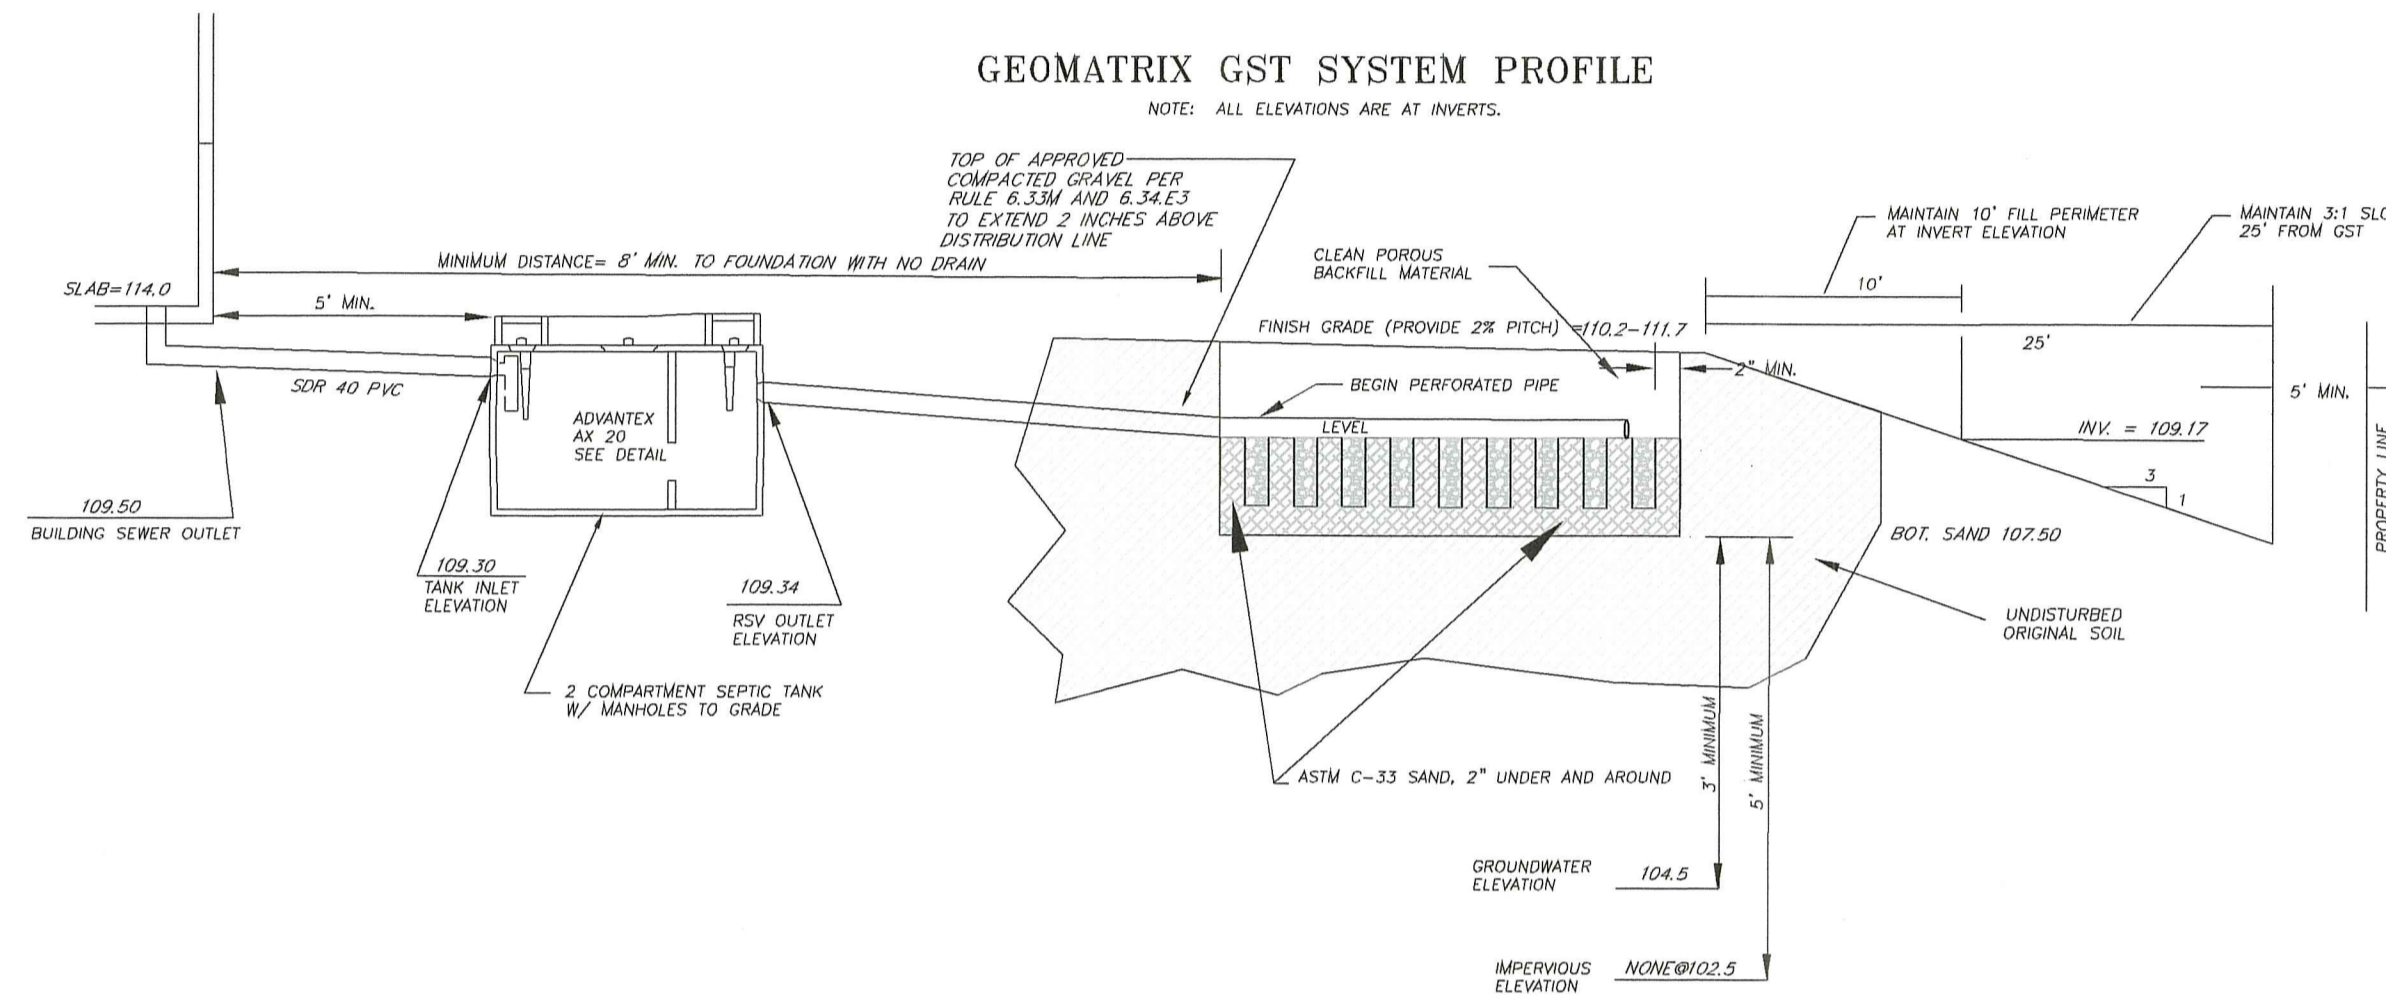 GEOMATRIX GST SYSTEM PROFILE
NOTE: ALL ELEVATIONS ARE AT INVERTS.
TOP OF APPROVED
COMPACTED GRAVEL PER
RULE 6.33M AND 6.34.E3
TO EXTEND 2 INCHES ABOVE
DISTRIBUTION LINE
MINIMUM DISTANCE= 8' MIN. TO FOUNDATION WITH NO DRAIN
CLEAN POROUS
BACKFILL MATERIAL
MAINTAIN 10' FILL PERIMETER
AT INVERT ELEVATION
MAINTAIN 3:1 SLO
25' FROM GST
SLAB=114.0
5' MIN.
10'
FINISH GRADE (PROVIDE 2% PITCH) =110.2-111.7
25'
2" MIN.
5' MIN.
SDR 40 PVC
BEGIN PERFORATED PIPE
LEVEL
ADVANTEX
AX 20
SEE DETAIL
INV. = 109.17
3
1
PROPERTY LINE
109.50
BUILDING SEWER OUTLET
BOT. SAND 107.50
109.30
TANK INLET
ELEVATION
109.34
RSV OUTLET
ELEVATION
UNDISTURBED
ORIGINAL SOIL
2 COMPARTMENT SEPTIC TANK
W/ MANHOLES TO GRADE
ASTM C-33 SAND, 2" UNDER AND AROUND
3' MINIMUM
5' MINIMUM
GROUNDWATER
ELEVATION
104.5
IMPERVIOUS
ELEVATION
NONE@102.5